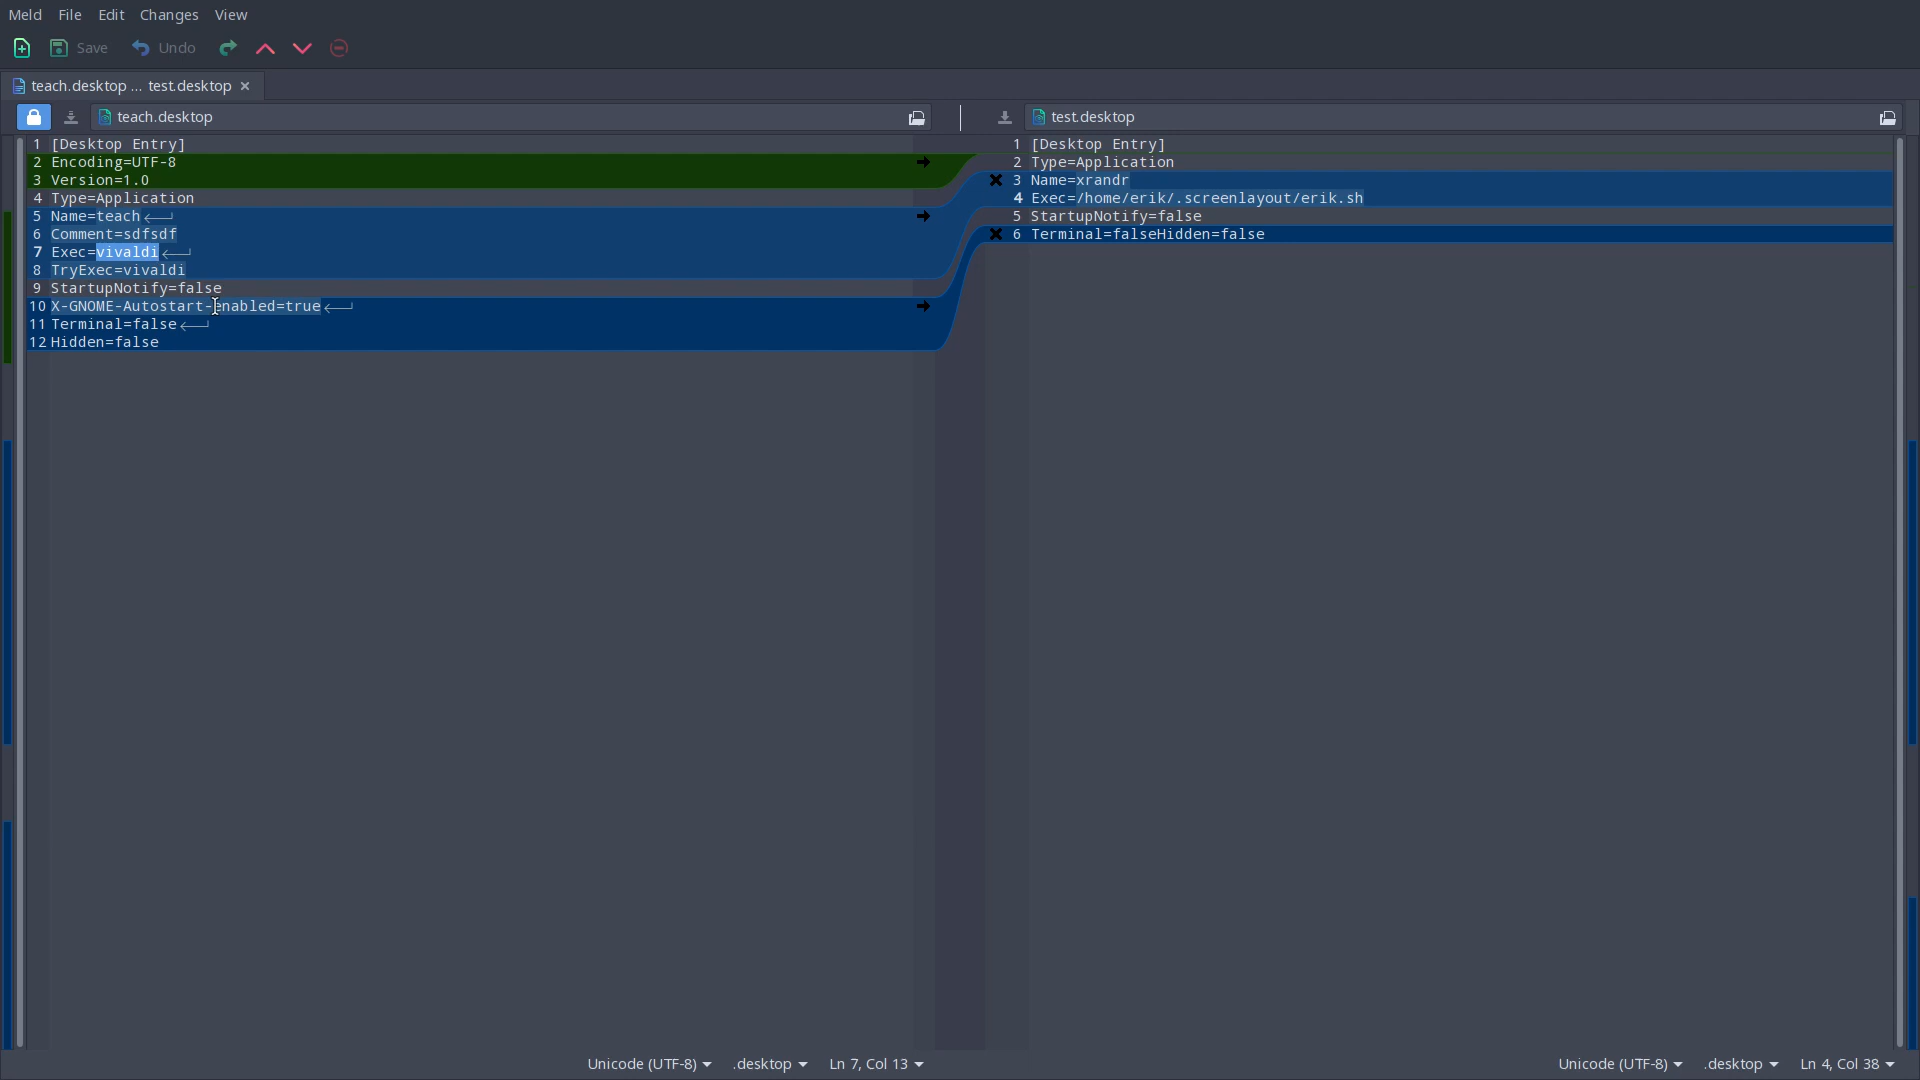 Meld File Edit Changes View
Save Undo
teach.desktop ... test.desktop
teach.desktop
1 [Desktop Entry]
2 Encoding=UTF-8
3 Version=1.0
4 Type=Application
5 Name=teach
6 Comment=sdfsdf
7 Exec=vivaldi
8 TryExec=vivaldi
9 StartupNotify=false
10 X-GNOME-Autostart-enabled=true
11 Terminal=false
12 Hidden=false
Unicode (UTF-8) .desktop Ln 7, Col 13
test.desktop
1 [Desktop Entry]
2 Type=Application
3 Name=xrandr
4 Exec=/home/erik/.screenlayout/erik.sh
5 StartupNotify=false
6 Terminal=falseHidden=false
Unicode (UTF-8) .desktop Ln 4, Col 38